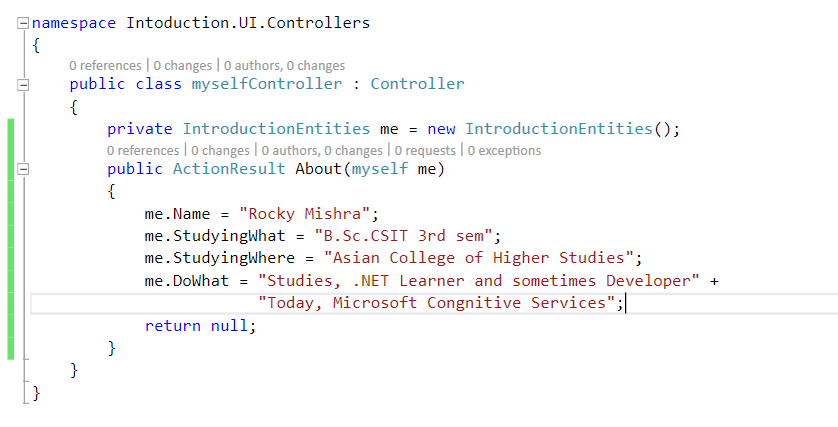 namespace Intoduction.UI.Controllers
{
0 references | 0 changes | 0 authors, 0 changes
public class myselfController : Controller
{
private IntroductionEntities me = new IntroductionEntities();
0 references | 0 changes | 0 authors, 0 changes | 0 requests | 0 exceptions
public ActionResult About(myself me)
{
me.Name = "Rocky Mishra";
me.StudyingWhat = "B.Sc.CSIT 3rd sem";
me.StudyingWhere = "Asian College of Higher Studies";
me.DoWhat = "Studies, .NET Learner and sometimes Developer" +
"Today, Microsoft Congnitive Services";
return null;
}
}
}